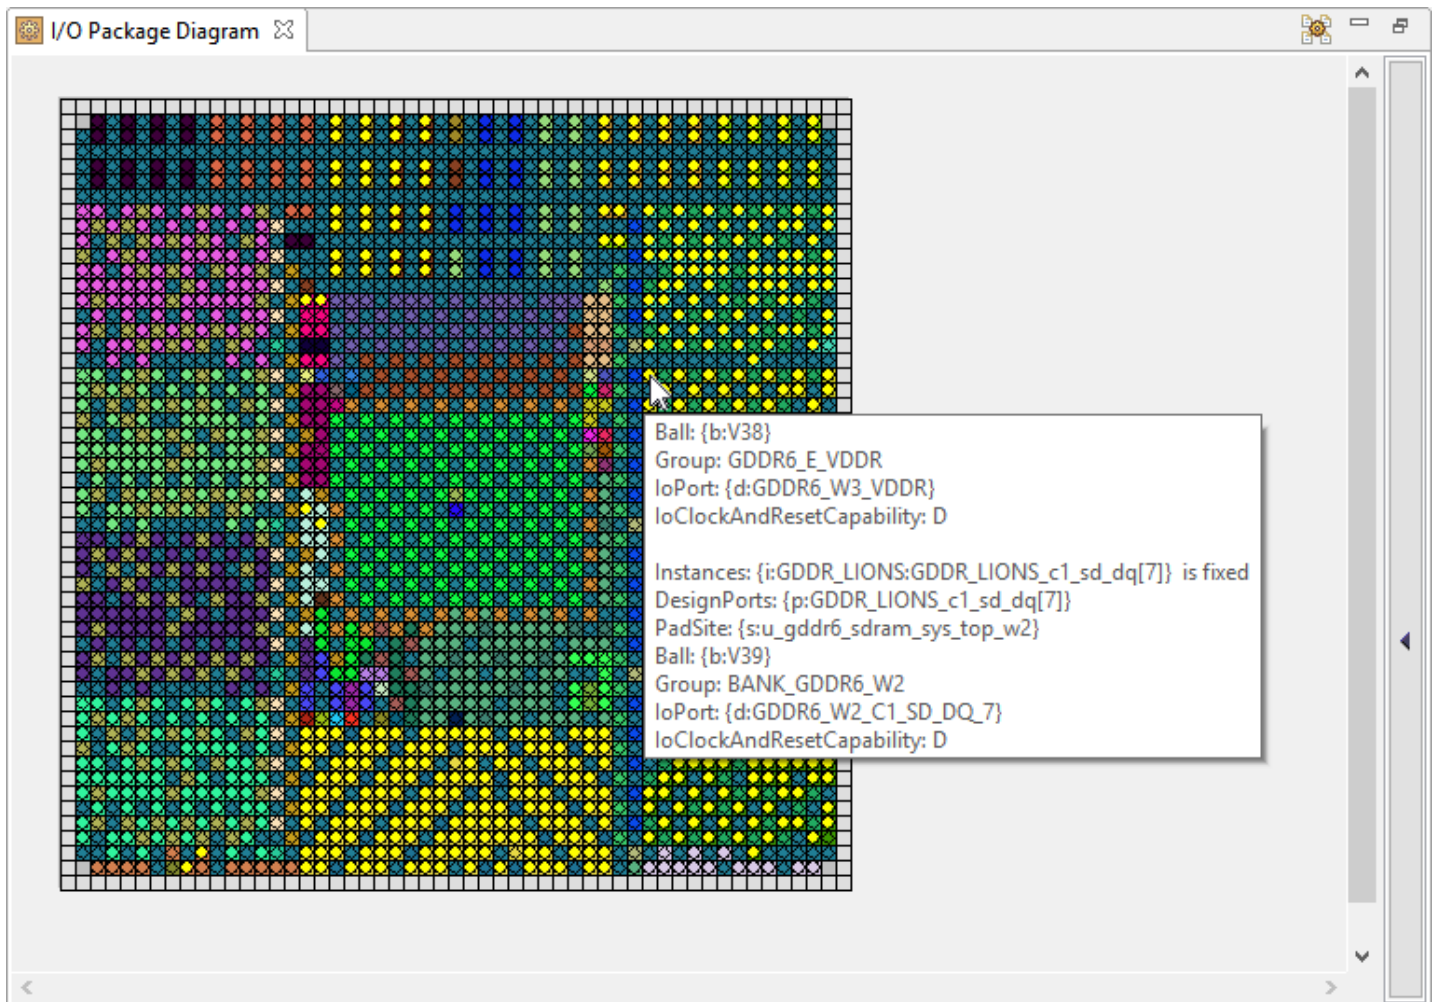 I/O Package Diagram
Ball: {b:V38}
Group: GDDR6_E_VDDR
IoPort: {d:GDDR6_W3_VDDR}
IoClockAndResetCapability: D
Instances: {i:GDDR_LIONS:GDDR_LIONS_c1_sd_dq[7]} is fixed
DesignPorts: {p:GDDR_LIONS_c1_sd_dq[7]}
PadSite: {s:u_gddr6_sdram_sys_top_w2}
Ball: {b:V39}
Group: BANK_GDDR6_W2
IoPort: {d:GDDR6_W2_C1_SD_DQ_7}
IoClockAndResetCapability: D